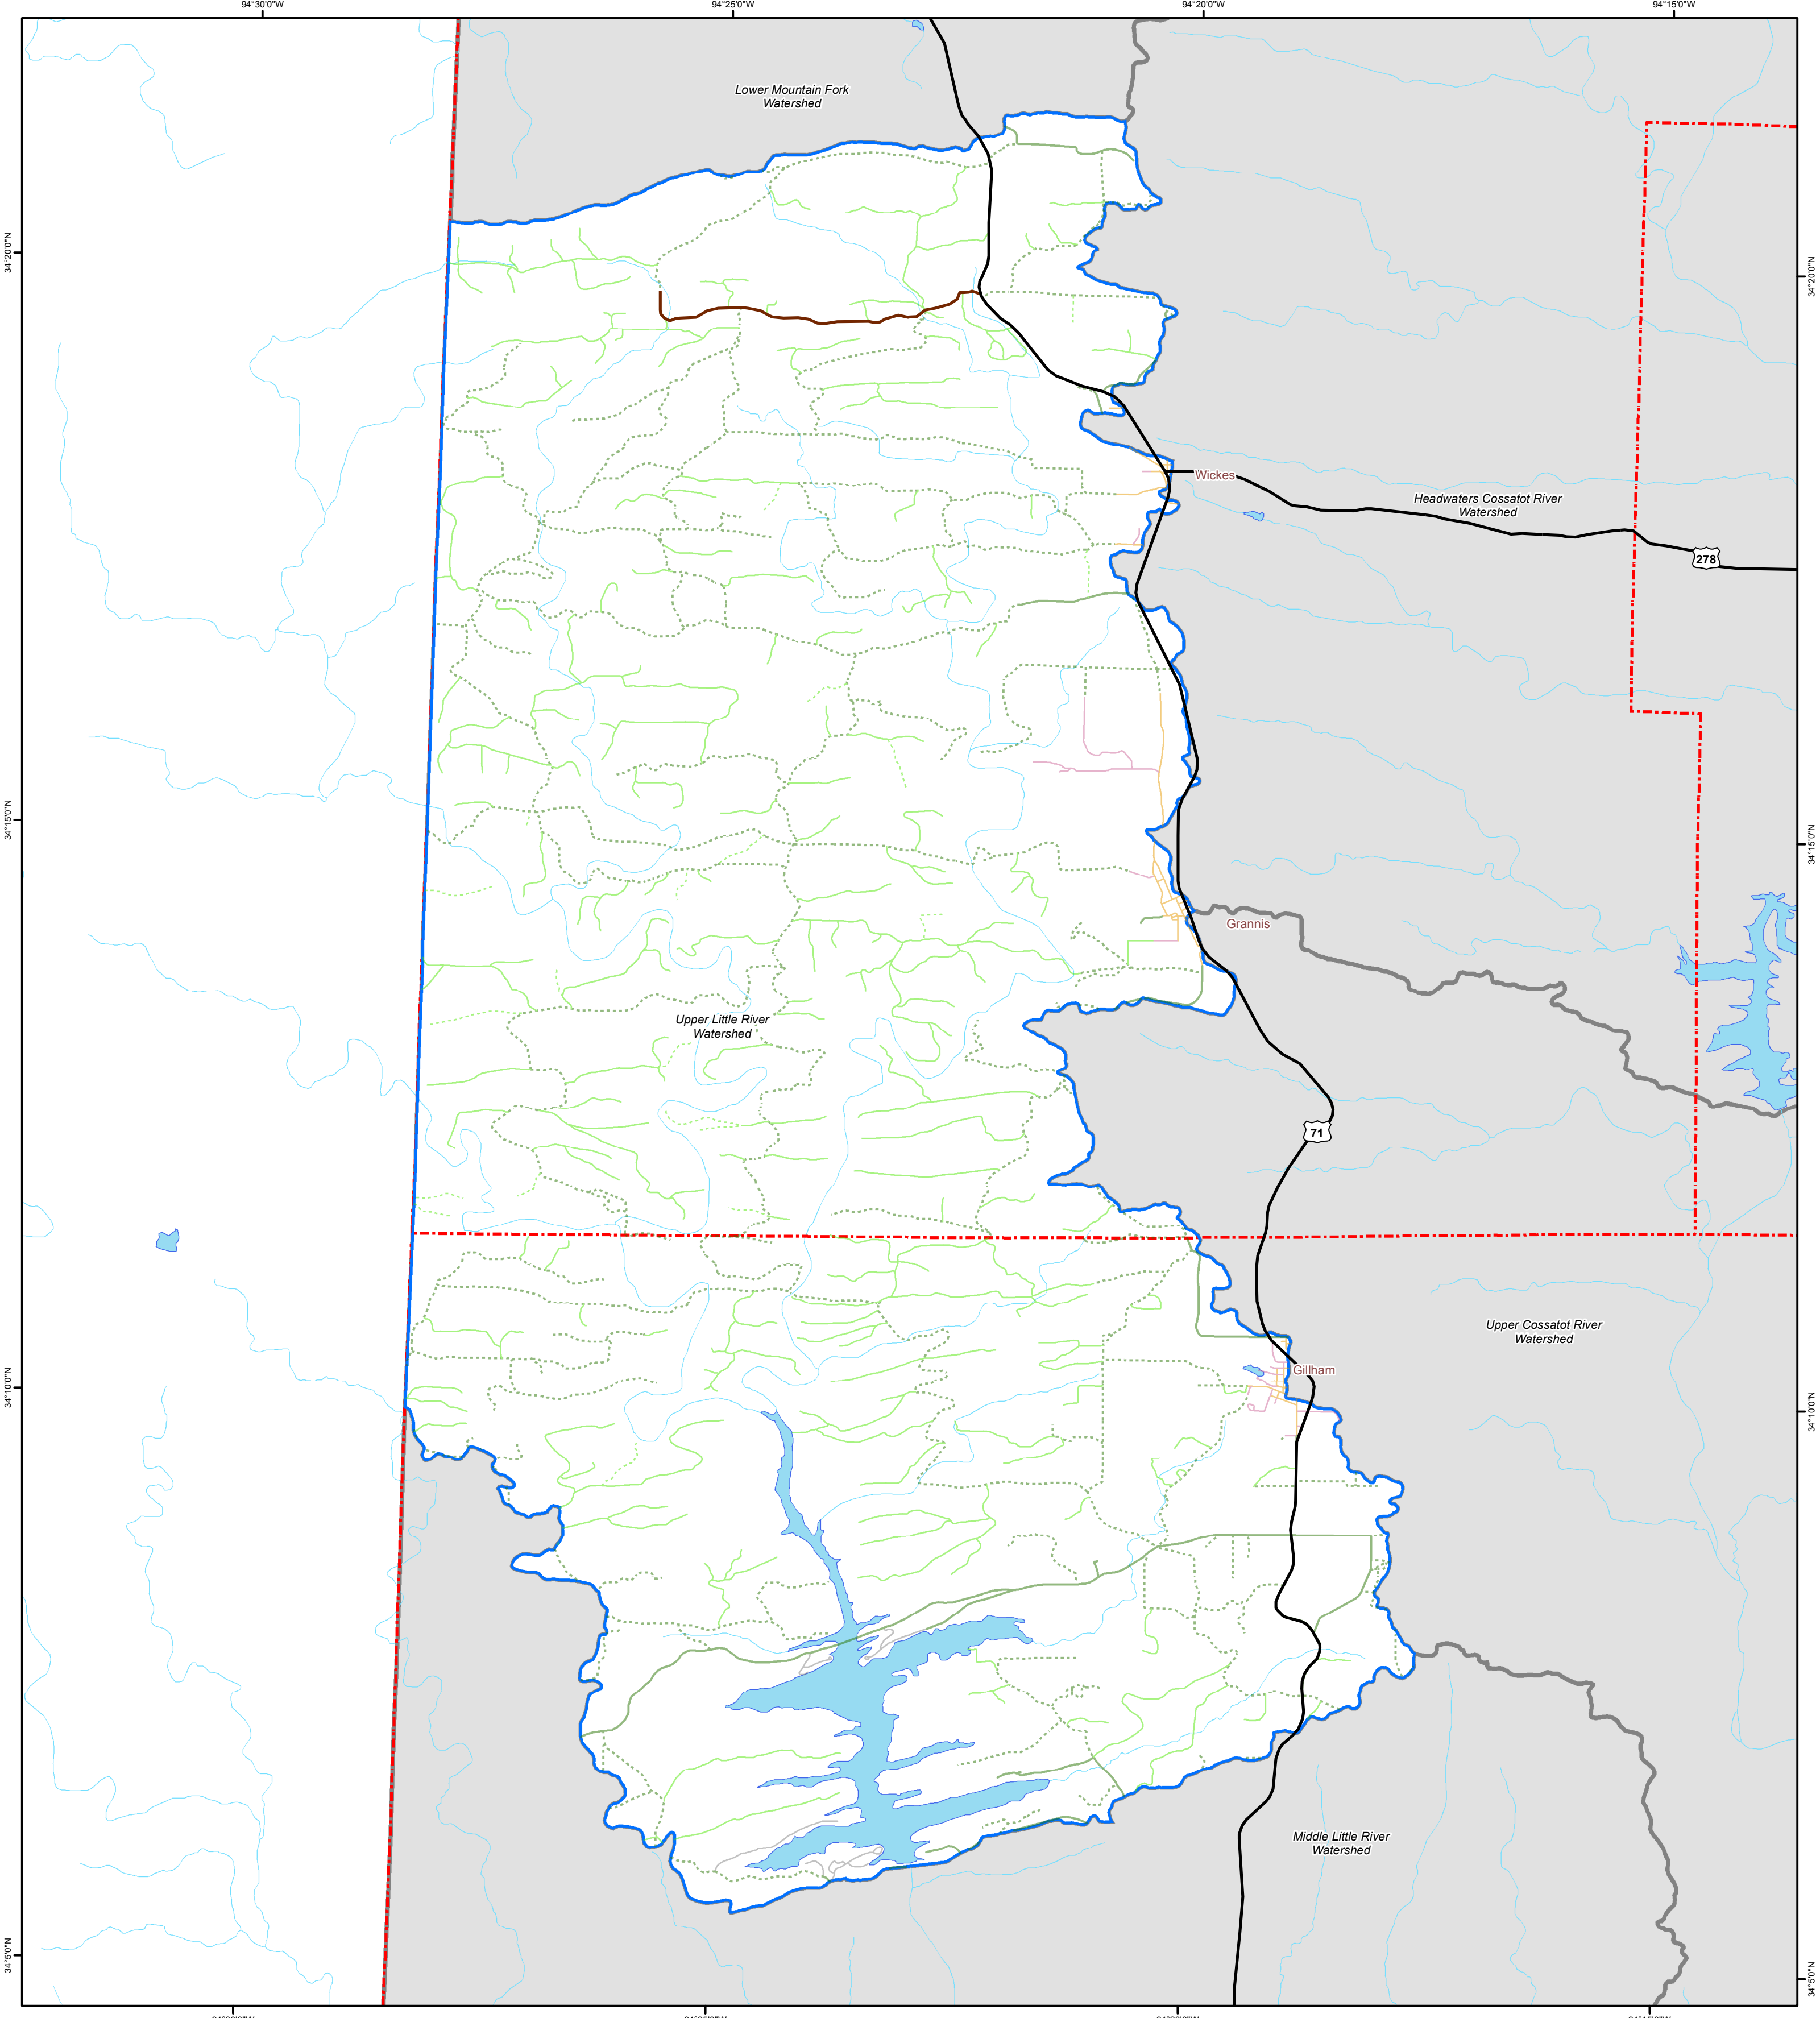 94°30'0"W
94°25'0"W
94°20'0"W
94°15'0"W
Lower Mountain Fork
Watershed
34°20'0"N
34°20'0"N
Wickes
Headwaters Cossatot River
Watershed
278
34°15'0"N
34°15'0"N
Grannis
Upper Little River
Watershed
71
Upper Cossatot River
Watershed
Gillham
34°10'0"N
34°10'0"N
Middle Little River
Watershed
34°5'0"N
34°5'0"N